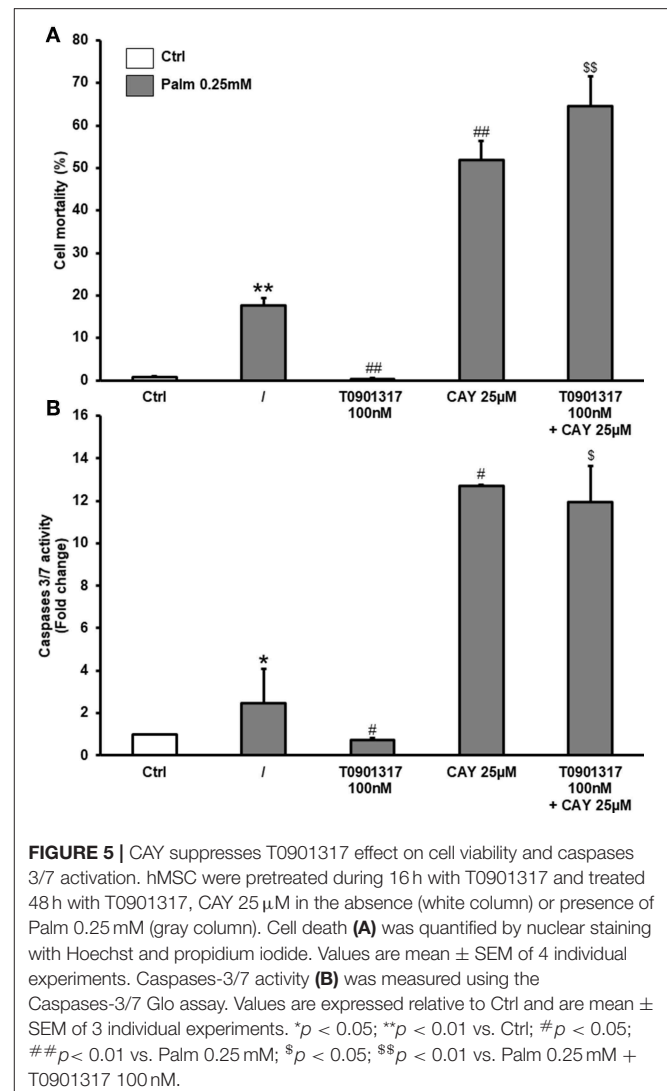 A
80
70
60
50
40
30
20
10
0
Cell mortality (%)
Ctrl
Palm 0.25mM
**
##
##
$$
Ctrl
/
T0901317
100nM
CAY 25µM
T0901317
100nM
+ CAY 25µM
B
16
14
12
10
8
6
4
2
0
Caspases 3/7 activity
(Fold change)
*
#
#
$
Ctrl
/
T0901317
100nM
CAY 25µM
T0901317
100nM
+ CAY 25µM
FIGURE 5 | CAY suppresses T0901317 effect on cell viability and caspases
3/7 activation. hMSC were pretreated during 16 h with T0901317 and treated
48 h with T0901317, CAY 25 µM in the absence (white column) or presence of
Palm 0.25 mM (gray column). Cell death (A) was quantified by nuclear staining
with Hoechst and propidium iodide. Values are mean ± SEM of 4 individual
experiments. Caspases-3/7 activity (B) was measured using the
Caspases-3/7 Glo assay. Values are expressed relative to Ctrl and are mean ±
SEM of 3 individual experiments. *p < 0.05; **p < 0.01 vs. Ctrl; #p < 0.05;
##p< 0.01 vs. Palm 0.25 mM; $p < 0.05; $$p < 0.01 vs. Palm 0.25 mM +
T0901317 100 nM.